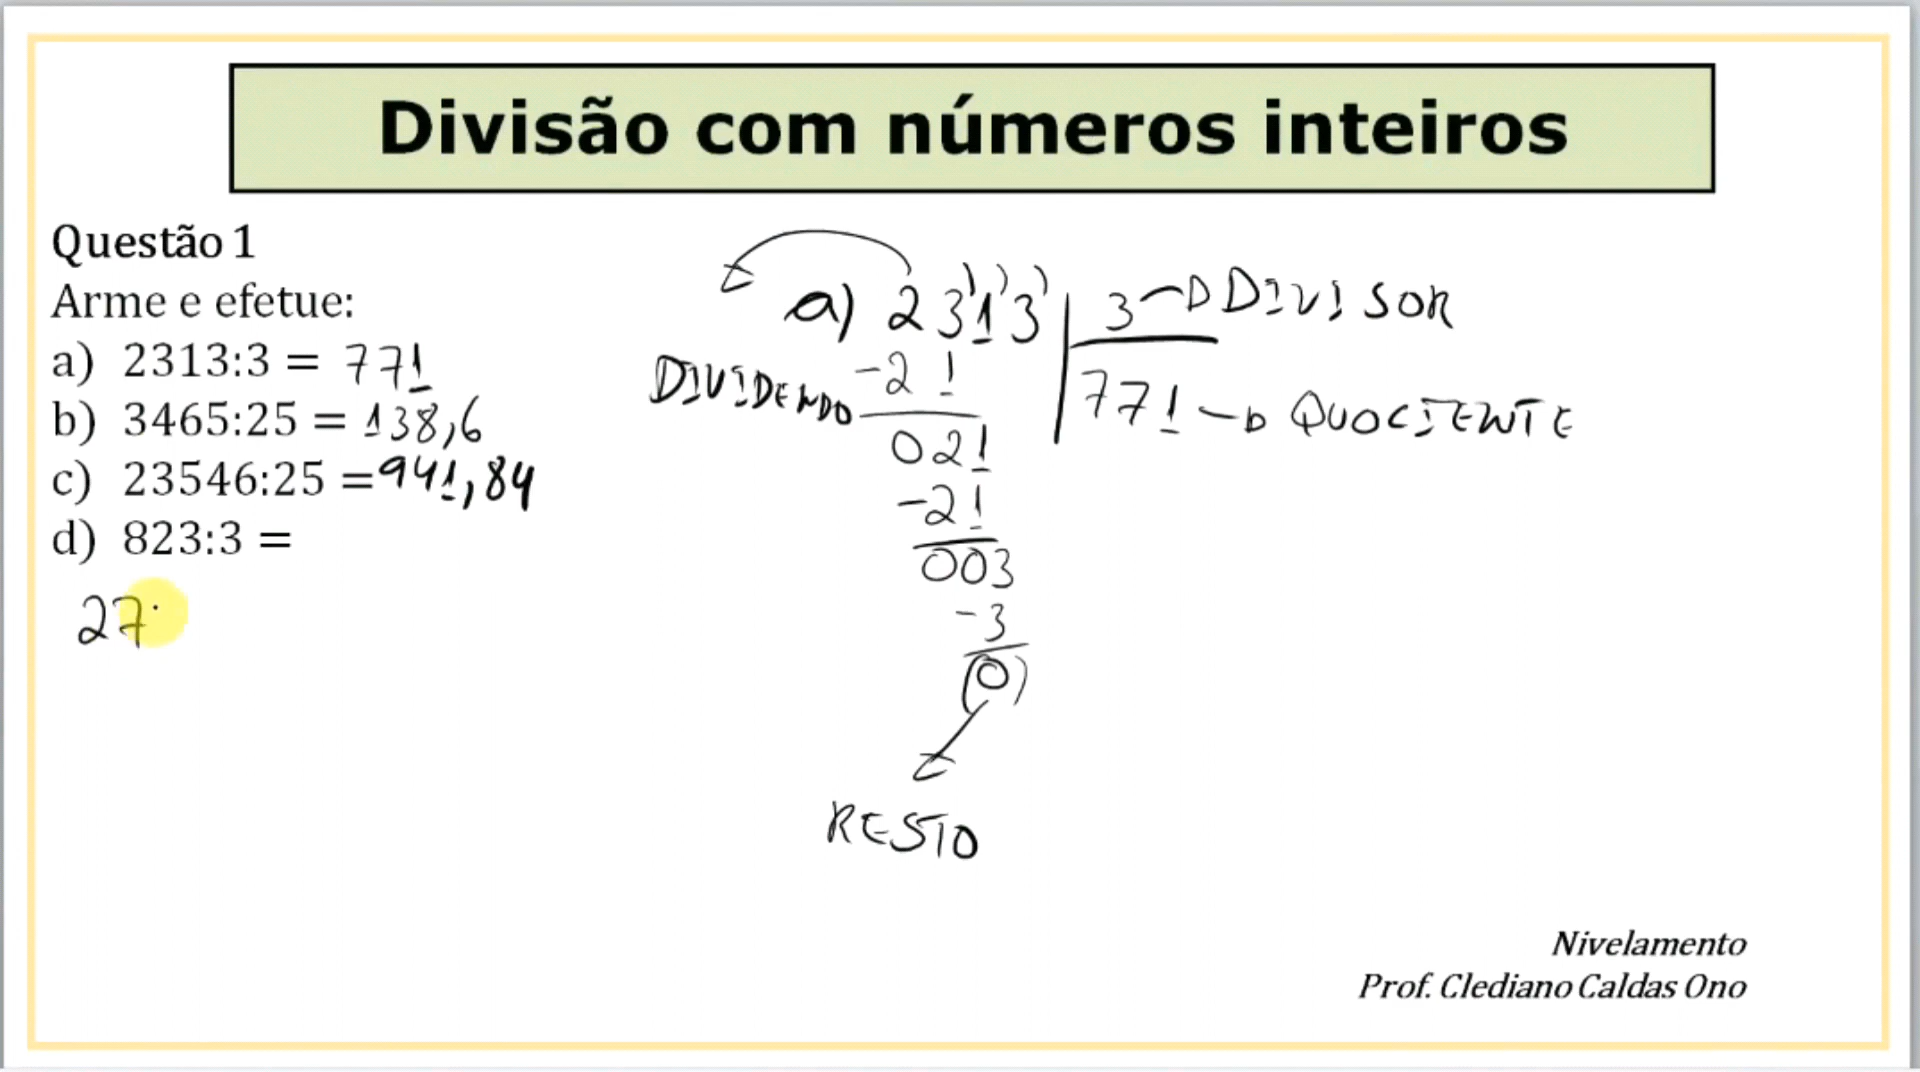 Divisão com números inteiros
Questão 1
Arme e efetue:
a) 2313:3 = 771
b) 3465:25 = 138,6
c) 23546:25 = 941,84
d) 823:3 =
27
a) 2313 3 DIVISOR
DIVIDENDO -21 771 QUOCIENTE
021
-21
003
-3
(0)
RESTO
Nivelamento
Prof. Clediano Caldas Ono